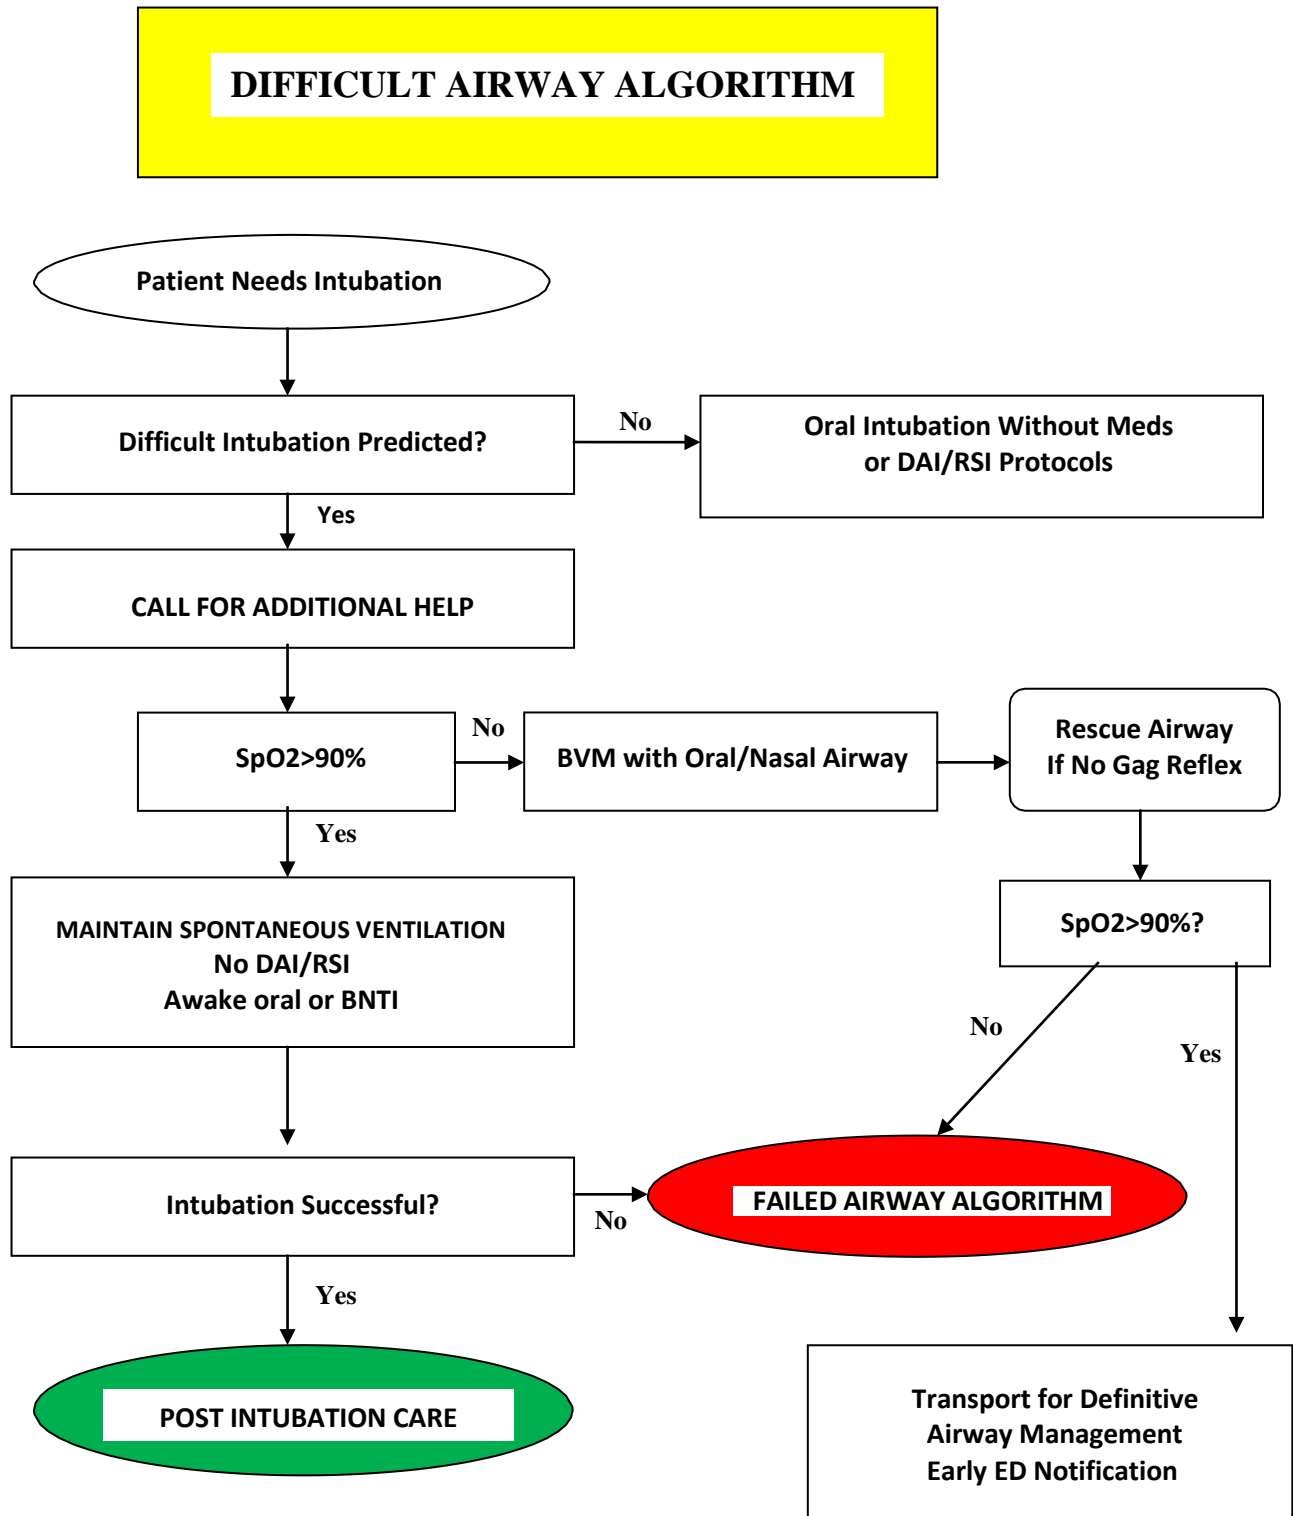 DIFFICULT AIRWAY ALGORITHM
Patient Needs Intubation
Difficult Intubation Predicted?
No
Oral Intubation Without Meds
or DAI/RSI Protocols
Yes
CALL FOR ADDITIONAL HELP
SpO2>90%
No
BVM with Oral/Nasal Airway
Rescue Airway
If No Gag Reflex
Yes
MAINTAIN SPONTANEOUS VENTILATION
No DAI/RSI
Awake oral or BNTI
SpO2>90%?
No
Yes
Intubation Successful?
No
FAILED AIRWAY ALGORITHM
Yes
POST INTUBATION CARE
Transport for Definitive
Airway Management
Early ED Notification